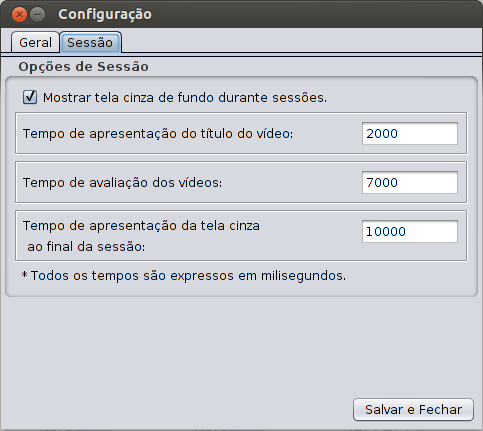 Configuração
Geral
Sessão
Opções de Sessão
Mostrar tela cinza de fundo durante sessões.
Tempo de apresentação do título do vídeo:
2000
Tempo de avaliação dos vídeos:
7000
Tempo de apresentação da tela cinza
ao final da sessão:
10000
* Todos os tempos são expressos em milisegundos.
Salvar e Fechar